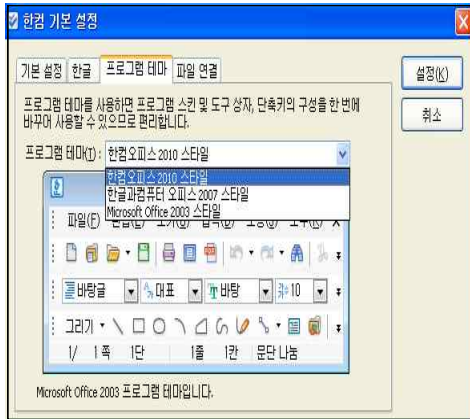 한컴 기본 설정
기본 설정 한글 프로그램 테마 파일 연결
설정(K)
취소
프로그램 테마를 사용하면 프로그램 스킨 및 도구 상자, 단축키의 구성을 한 번에
바꾸어 사용할 수 있으므로 편리합니다.
프로그램 테마(T): 한컴오피스 2010 스타일
한컴오피스 2010 스타일
한글과컴퓨터 오피스 2007 스타일
Microsoft Office 2003 스타일
파일(F)
바탕글 대표 바탕 10
그리기
1/ 1쪽 1단 1줄 1칸 문단 나눔
Microsoft Office 2003 프로그램 테마입니다.